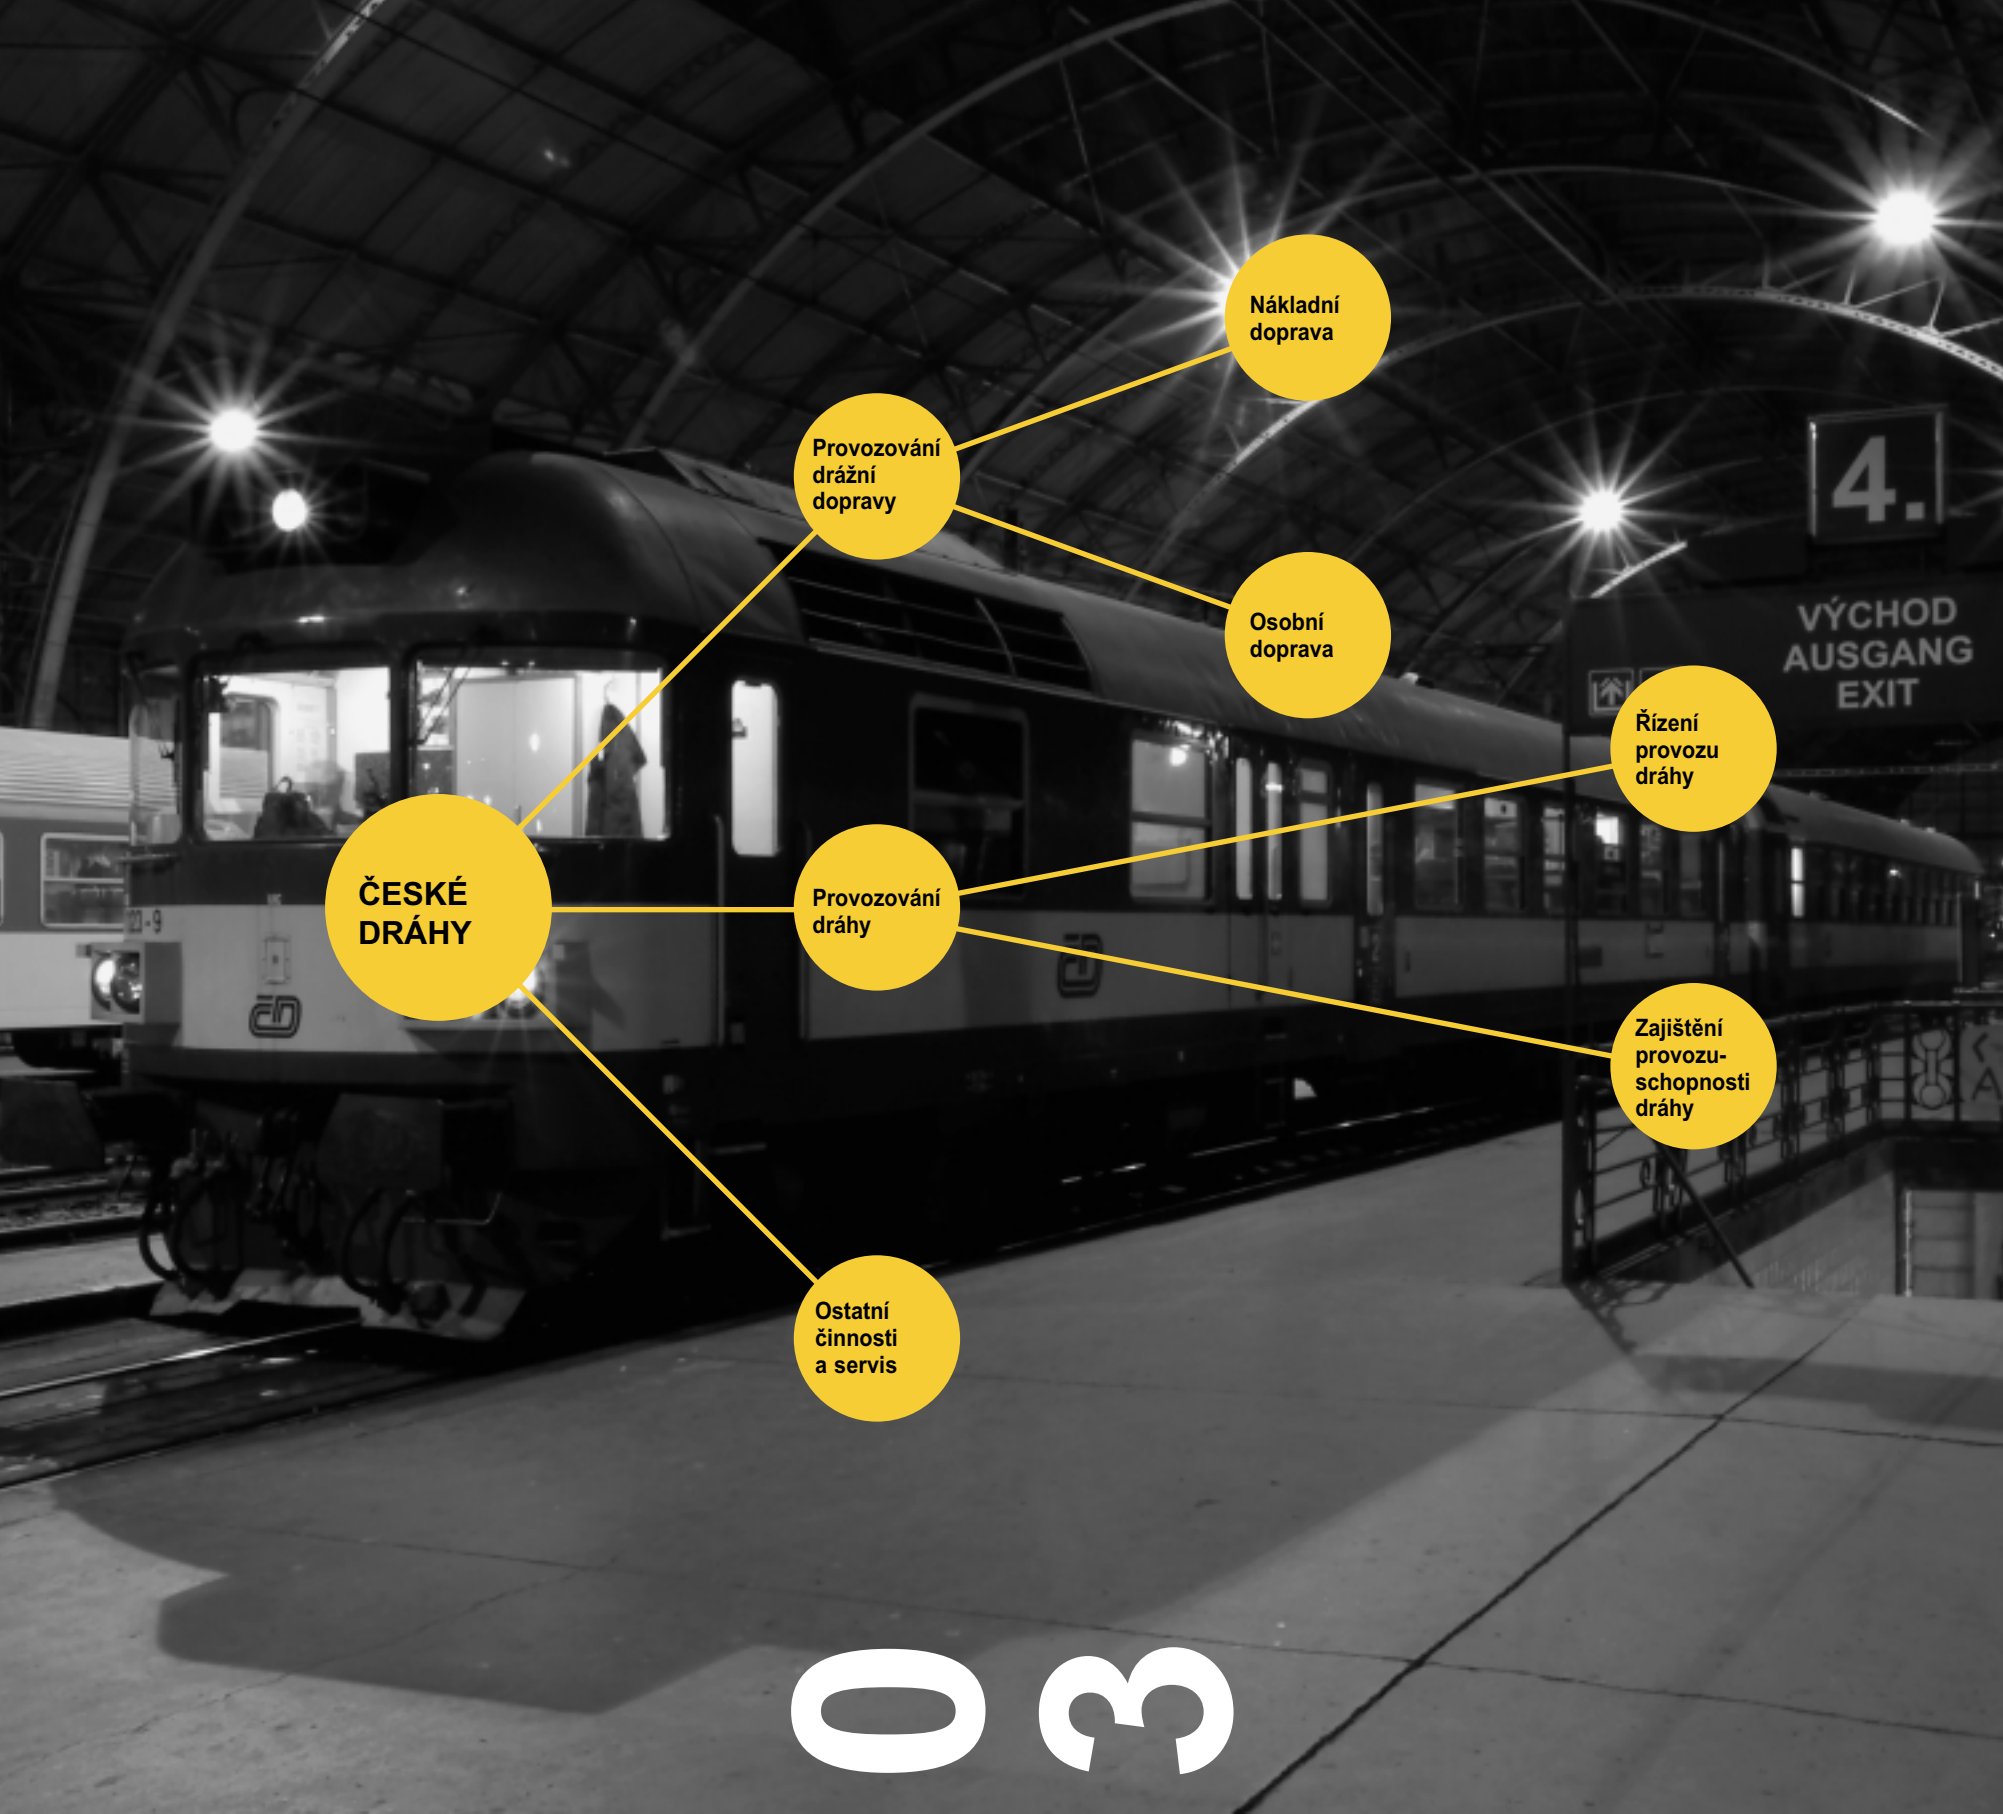 Nákladní
doprava
Provozování
drážní
dopravy
4.
Osobní
doprava
VÝCHOD
AUSGANG
EXIT
Řízení
provozu
dráhy
ČESKÉ
DRÁHY
Provozování
dráhy
Zajištění
provozu-
schopnosti
dráhy
Ostatní
činnosti
a servis
03